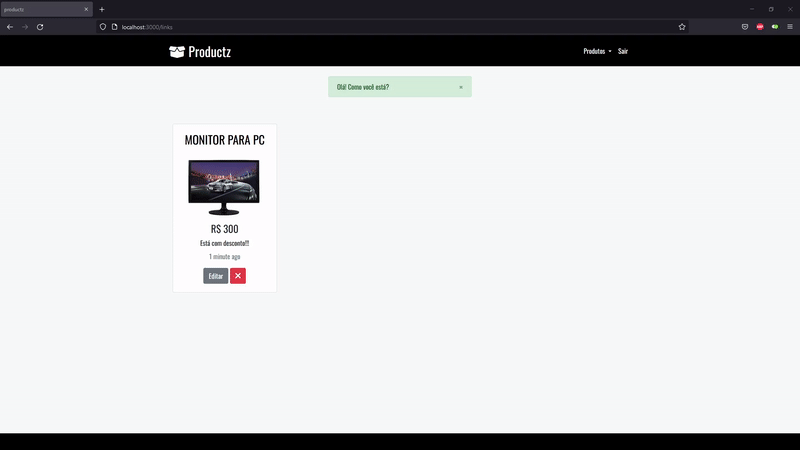 productz
localhost:3000/links
Productz
Produtos
Sair
Olá! Como você está?
×
MONITOR PARA PC
R$ 300
Está com desconto!!!
1 minute ago
Editar